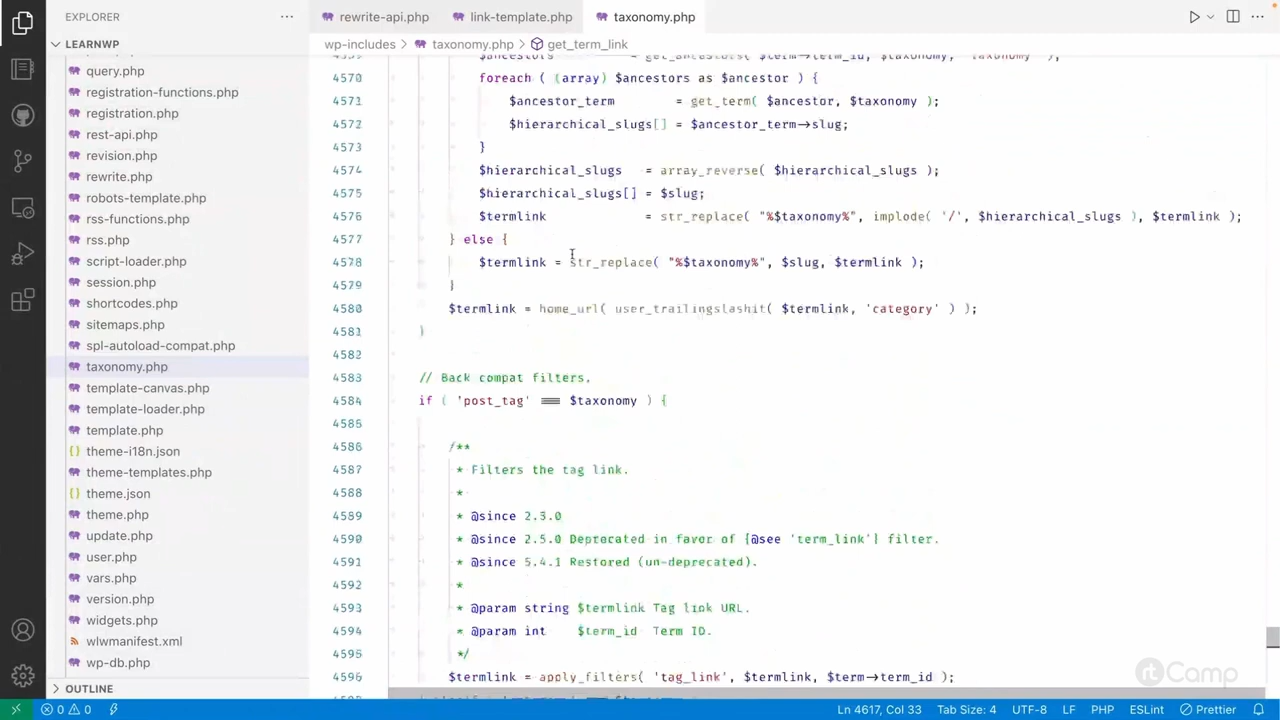 EXPLORER
rewrite-api.php
link-template.php
taxonomy.php
LEARNWP
wp-includes > taxonomy.php > get_term_link
query.php
registration-functions.php
registration.php
rest-api.php
revision.php
rewrite.php
robots-template.php
rss-functions.php
rss.php
script-loader.php
session.php
shortcodes.php
sitemaps.php
spl-autoload-compat.php
taxonomy.php
template-canvas.php
template-loader.php
template.php
theme-i18n.json
theme-templates.php
theme.json
theme.php
update.php
user.php
vars.php
version.php
widgets.php
wlwmanifest.xml
wp-db.php
OUTLINE
4569 $ancestors = get_ancestors( $term->term_id, $taxonomy, 'taxonomy' );
4570 foreach ( (array) $ancestors as $ancestor ) {
4571 $ancestor_term = get_term( $ancestor, $taxonomy );
4572 $hierarchical_slugs[] = $ancestor_term->slug;
4573 }
4574 $hierarchical_slugs = array_reverse( $hierarchical_slugs );
4575 $hierarchical_slugs[] = $slug;
4576 $termlink = str_replace( "%$taxonomy%", implode( '/', $hierarchical_slugs ), $termlink );
4577 } else {
4578 $termlink = str_replace( "%$taxonomy%", $slug, $termlink );
4579 }
4580 $termlink = home_url( user_trailingslashit( $termlink, 'category' ) );
4581 }
4582
4583 // Back compat filters.
4584 if ( 'post_tag' === $taxonomy ) {
4585
4586 /**
4587 * Filters the tag link.
4588 *
4589 * @since 2.3.0
4590 * @since 2.5.0 Deprecated in favor of {@see 'term_link'} filter.
4591 * @since 5.4.1 Restored (un-deprecated).
4592 *
4593 * @param string $termlink Tag link URL.
4594 * @param int $term_id Term ID.
4595 */
4596 $termlink = apply_filters( 'tag_link', $termlink, $term->term_id );
rtCamp
0 0
Ln 4617, Col 33
Tab Size: 4
UTF-8
LF
PHP
ESLint
Prettier